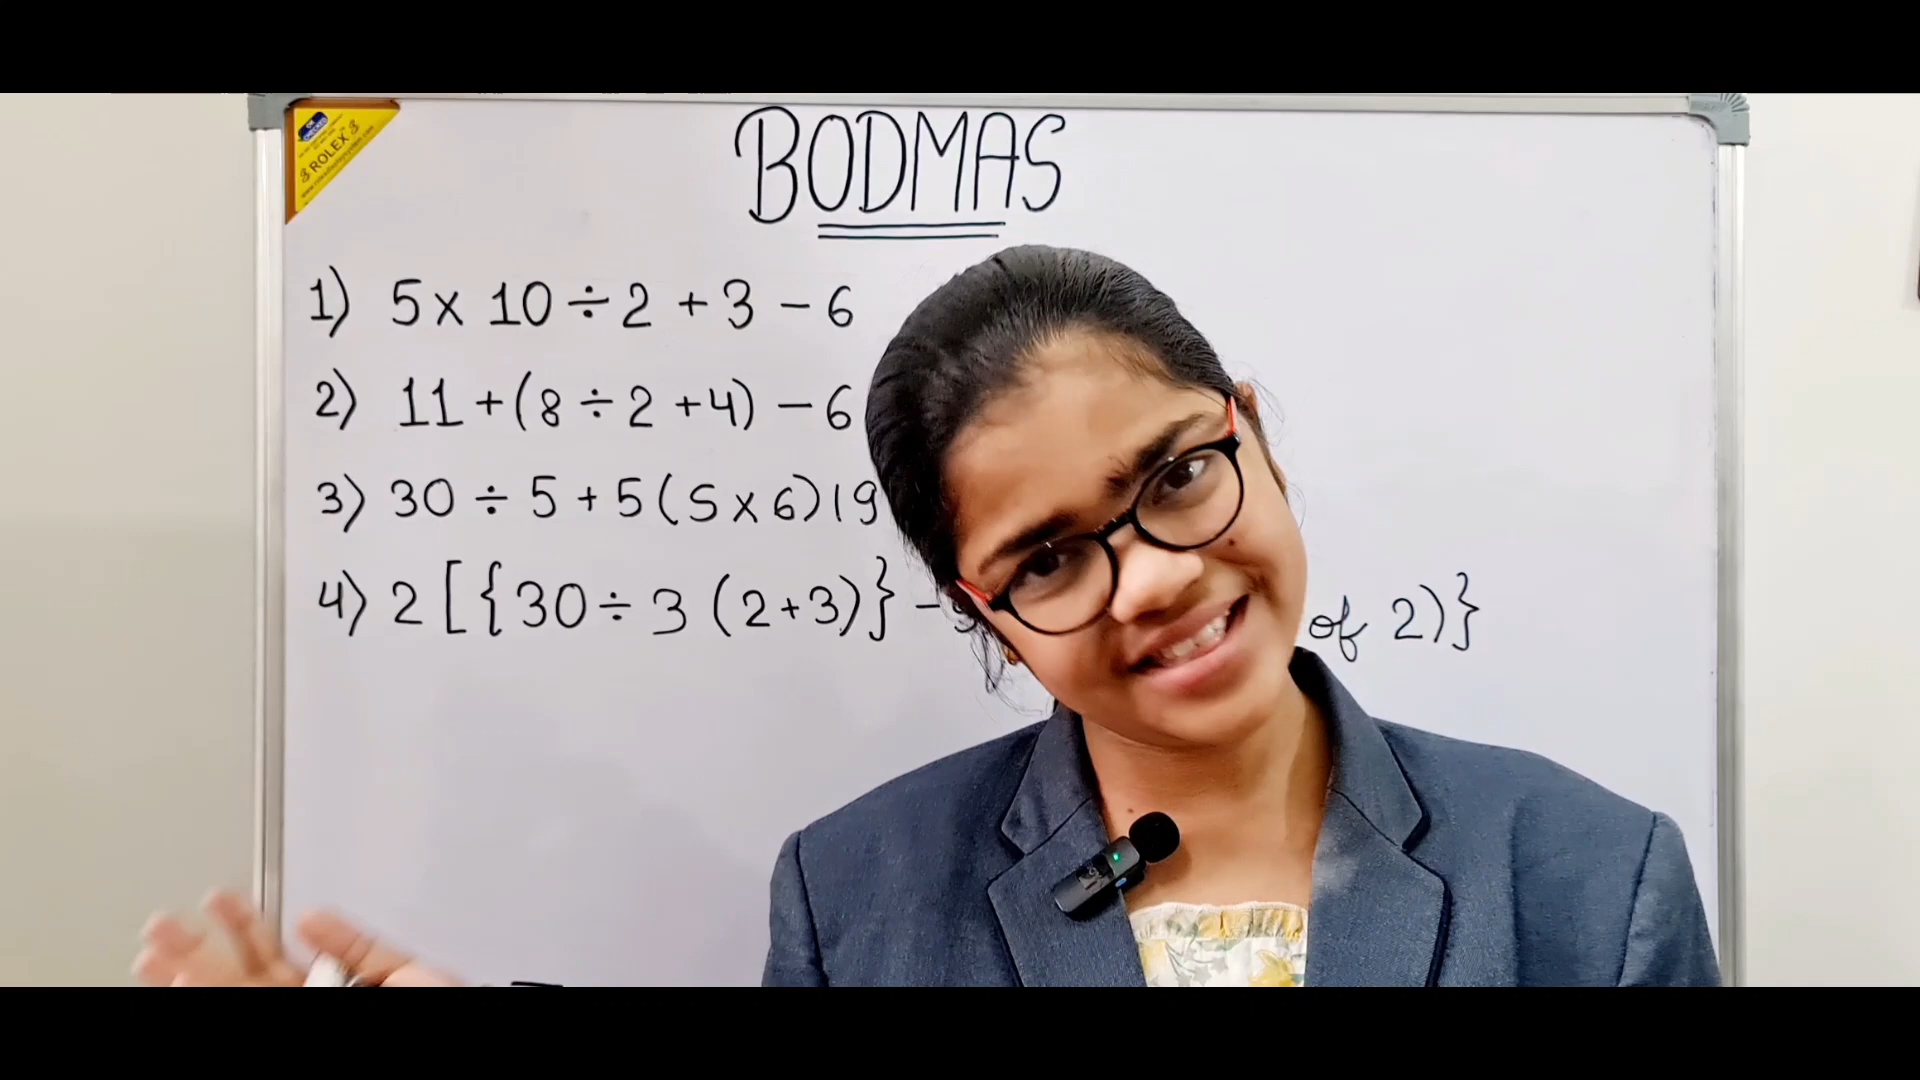 BODMAS
ROLEX
1) 5 x 10 ÷ 2 + 3 - 6
2) 11 + (8 ÷ 2 + 4) - 6
3) 30 ÷ 5 + 5 (5 x 6) 19
4) 2 [{30 ÷ 3 (2+3)} - of 2)}